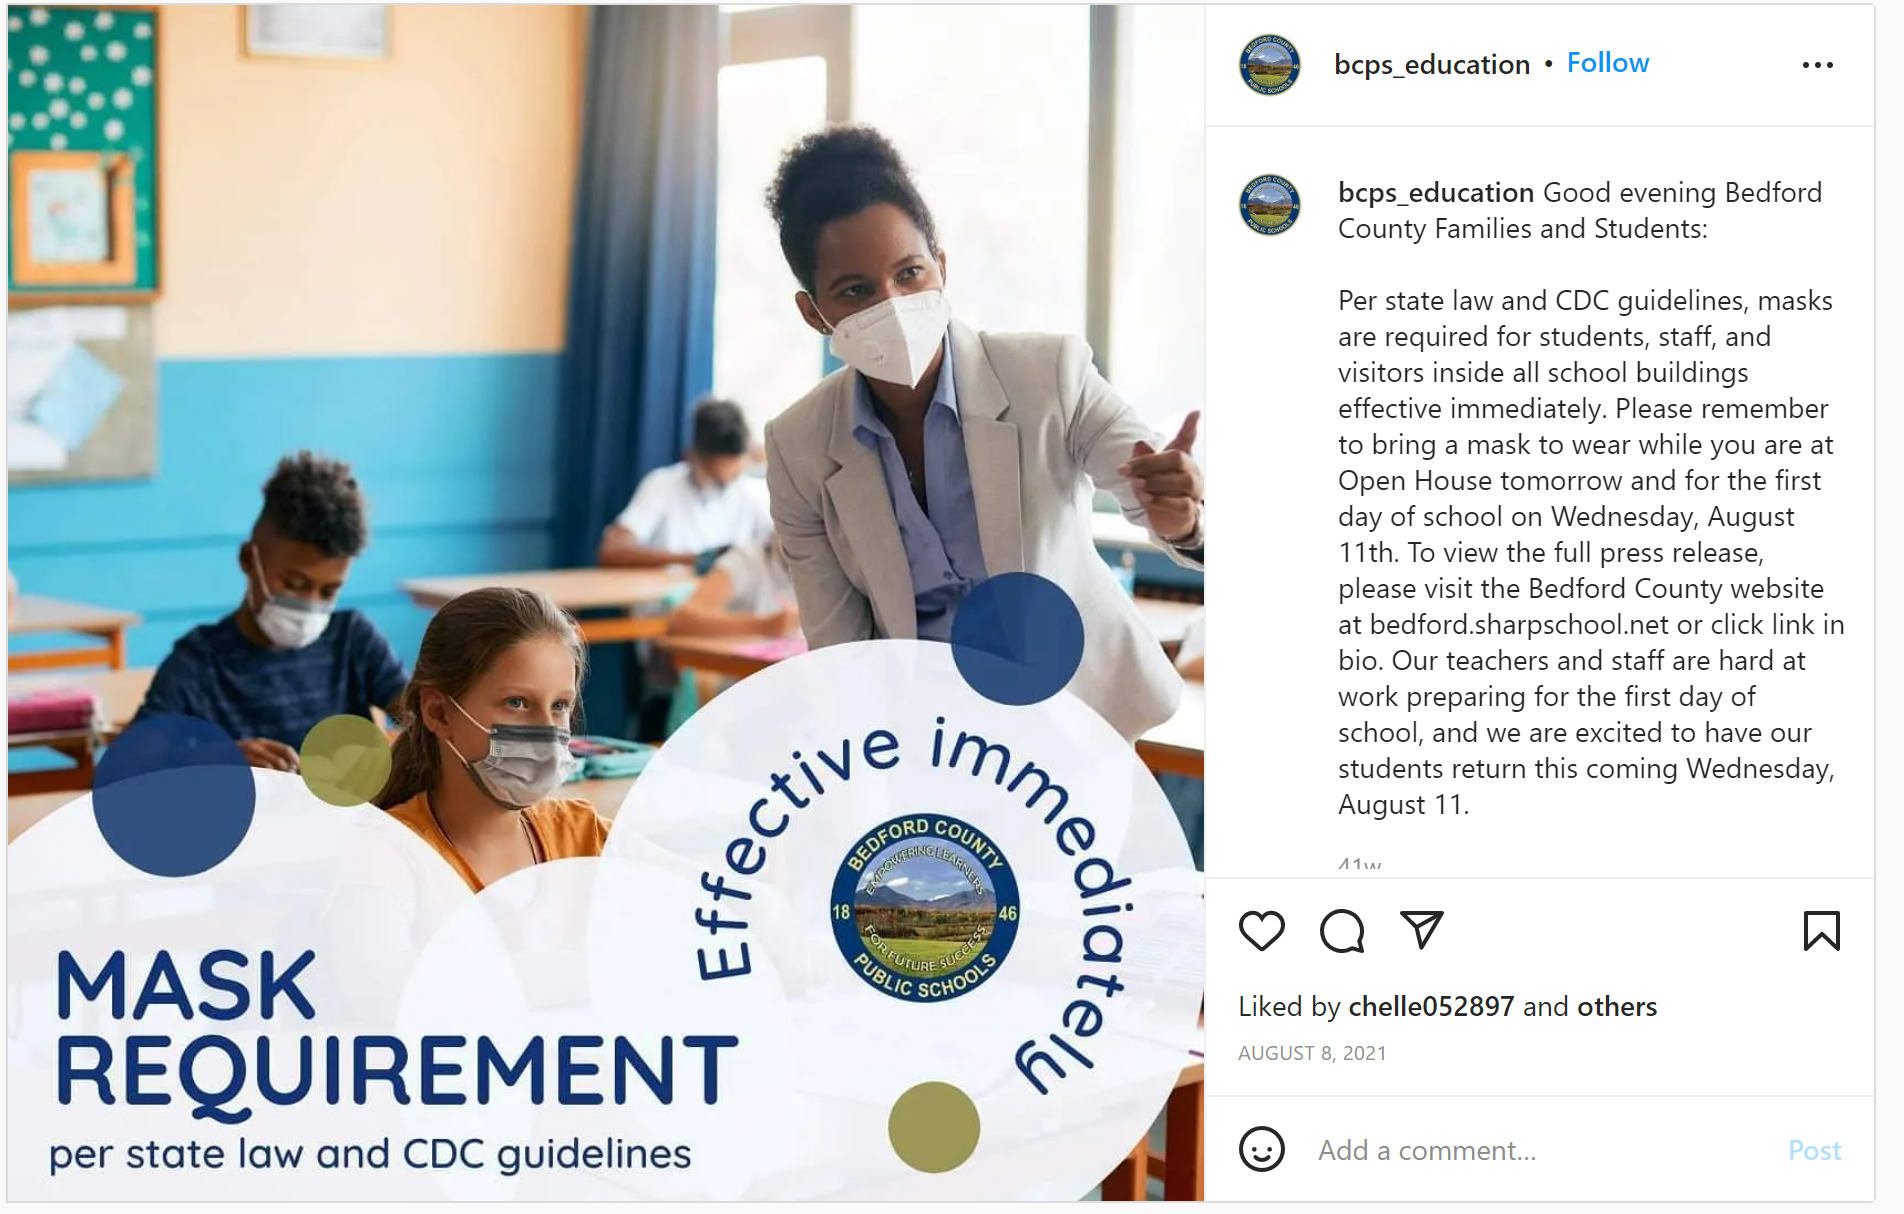 bcps_education • Follow
bcps_education Good evening Bedford
County Families and Students:
Per state law and CDC guidelines, masks
are required for students, staff, and
visitors inside all school buildings
effective immediately. Please remember
to bring a mask to wear while you are at
Open House tomorrow and for the first
day of school on Wednesday, August
11th. To view the full press release,
please visit the Bedford County website
at bedford.sharpschool.net or click link in
bio. Our teachers and staff are hard at
work preparing for the first day of
school, and we are excited to have our
students return this coming Wednesday,
August 11.
41w
Liked by chelle052897 and others
AUGUST 8, 2021
Add a comment...
Post
Effective immediately
BEDFORD COUNTY
EMPOWERING LEARNERS
18 46
FOR FUTURE SUCCESS
PUBLIC SCHOOLS
MASK
REQUIREMENT
per state law and CDC guidelines